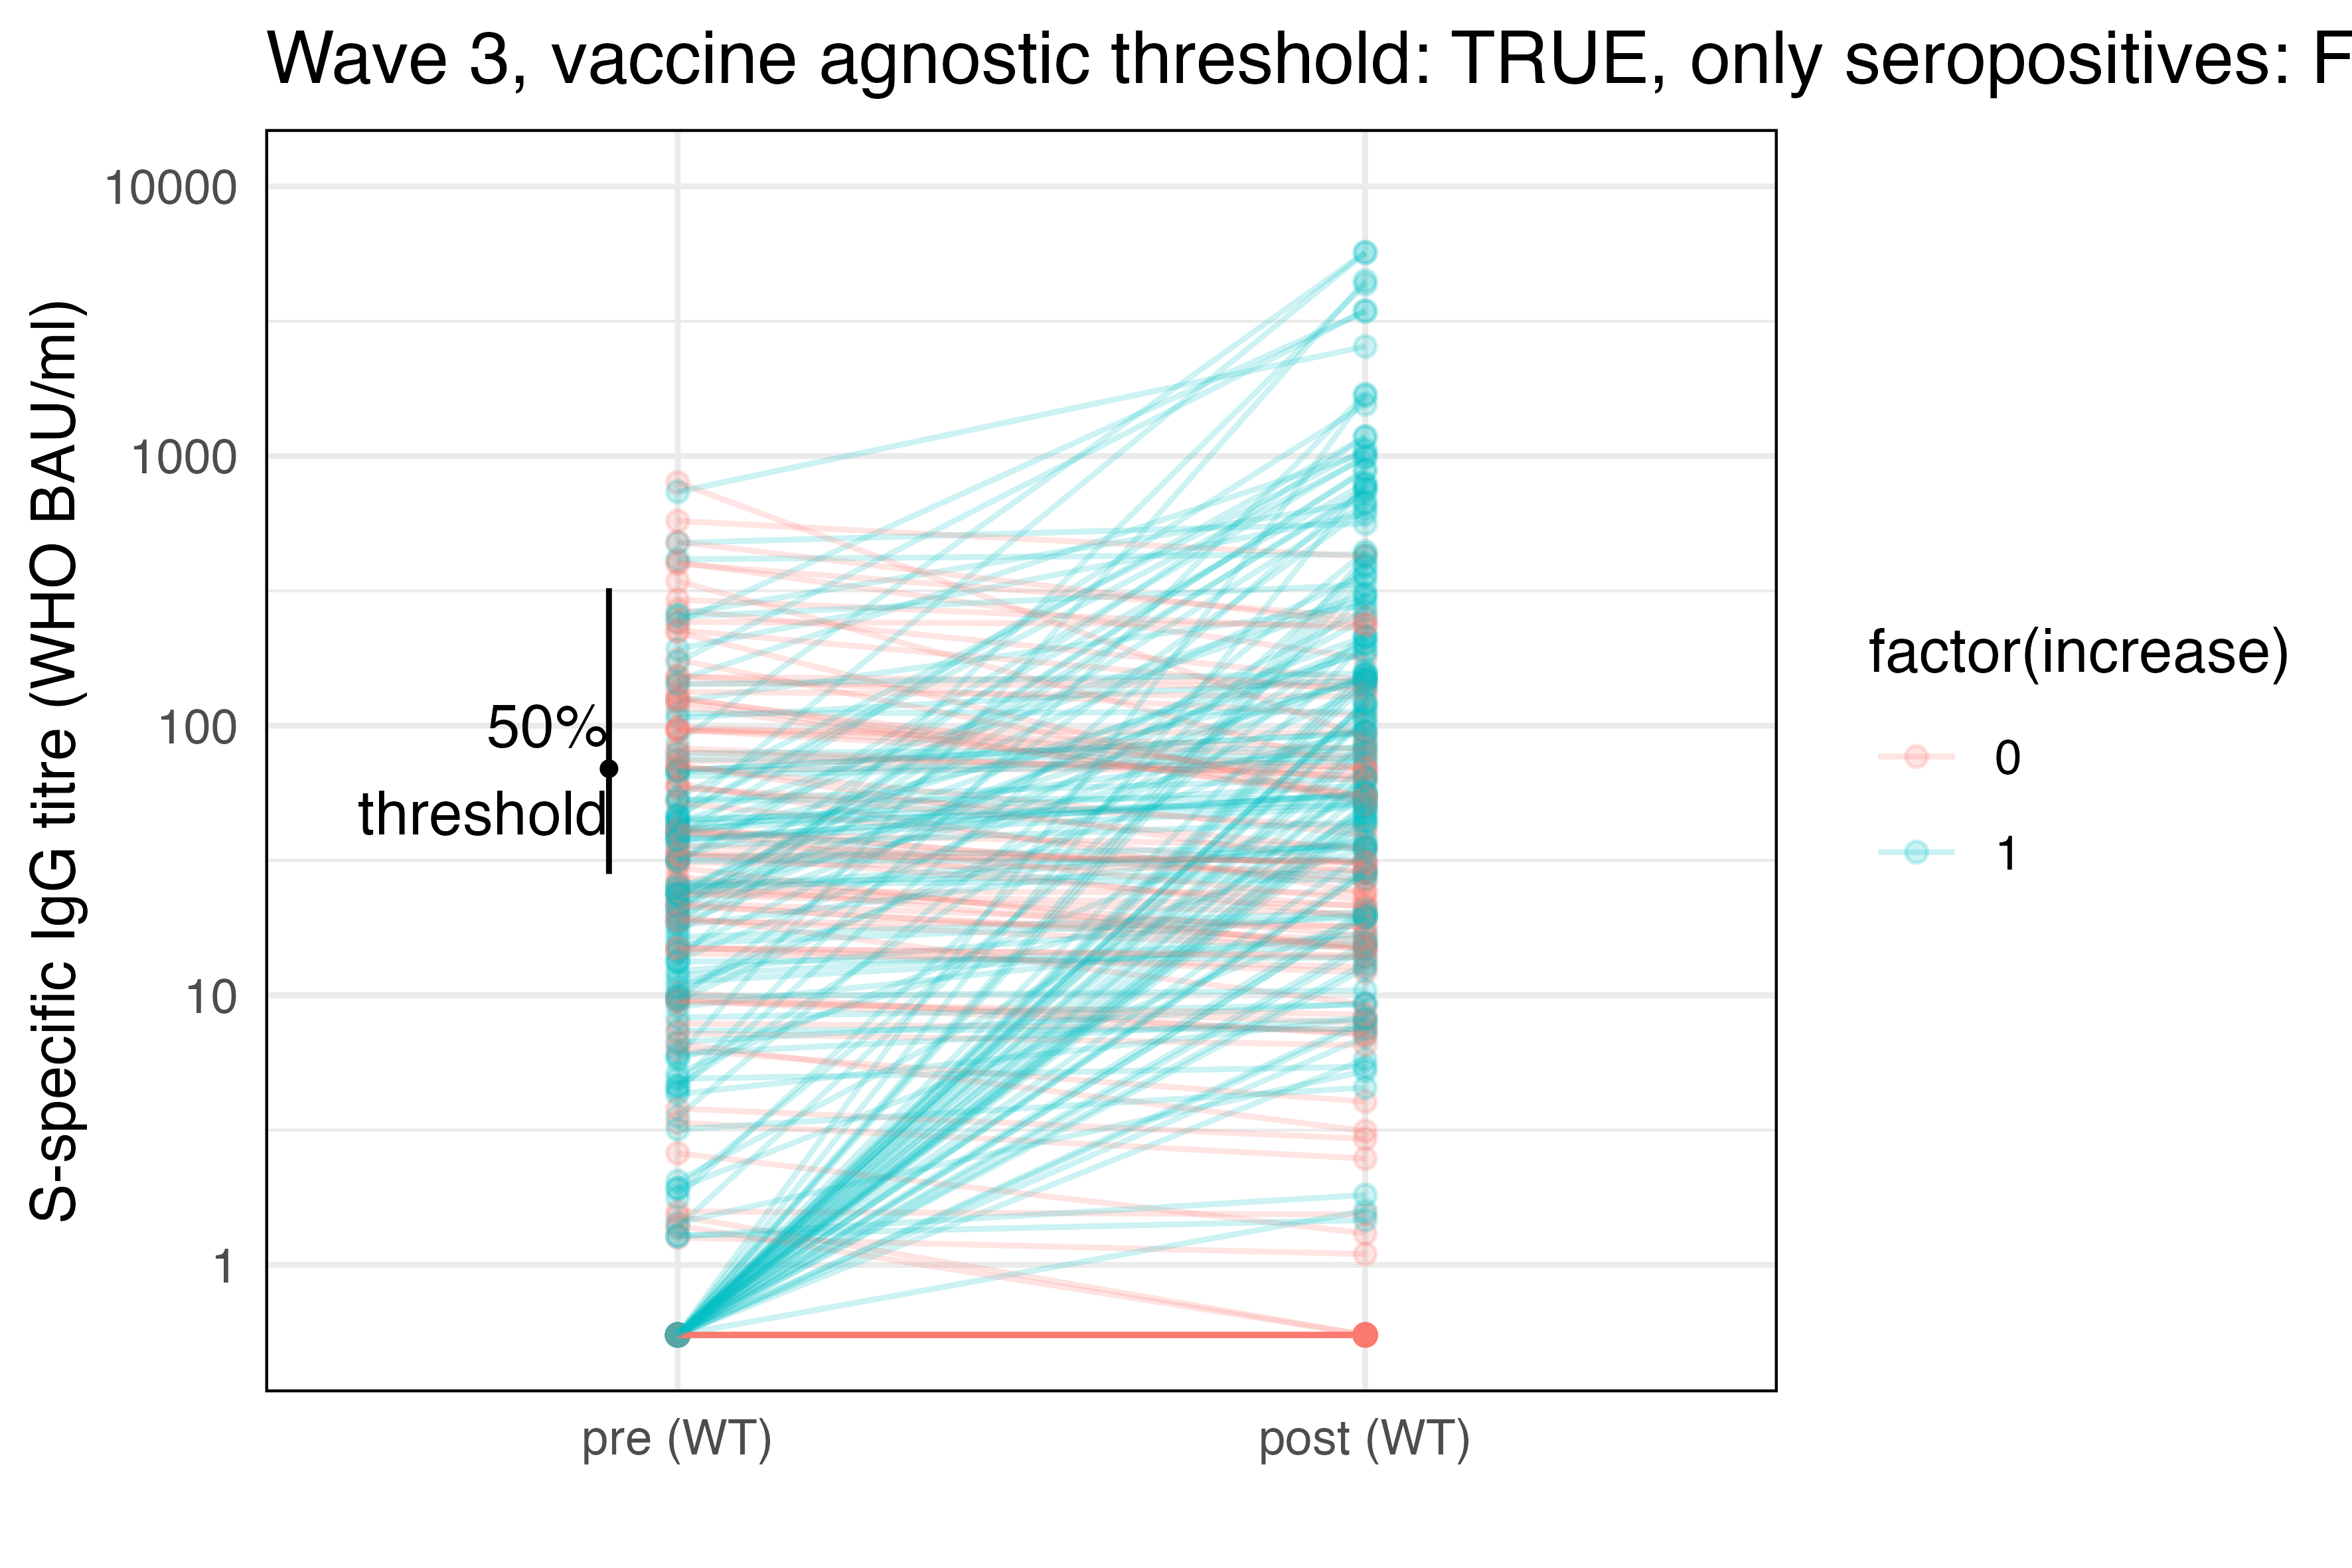 Wave 3, vaccine agnostic threshold: TRUE, only seropositives: F
S-specific IgG titre (WHO BAU/ml)
10000
1000
100
10
1
50%
threshold
pre (WT)
post (WT)
factor(increase)
0
1